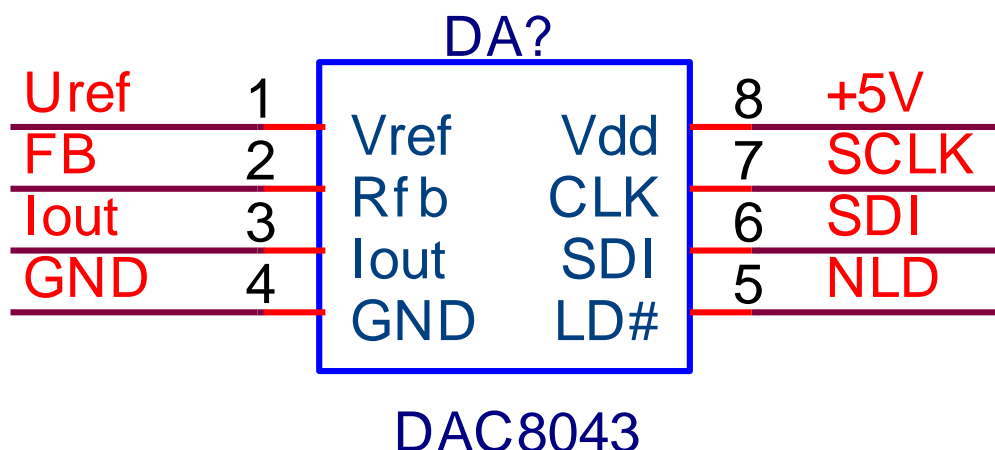 DA?
Uref 1 Vref Vdd 8 +5V
FB 2 Rfb CLK 7 SCLK
Iout 3 Iout SDI 6 SDI
GND 4 GND LD# 5 NLD
DAC8043